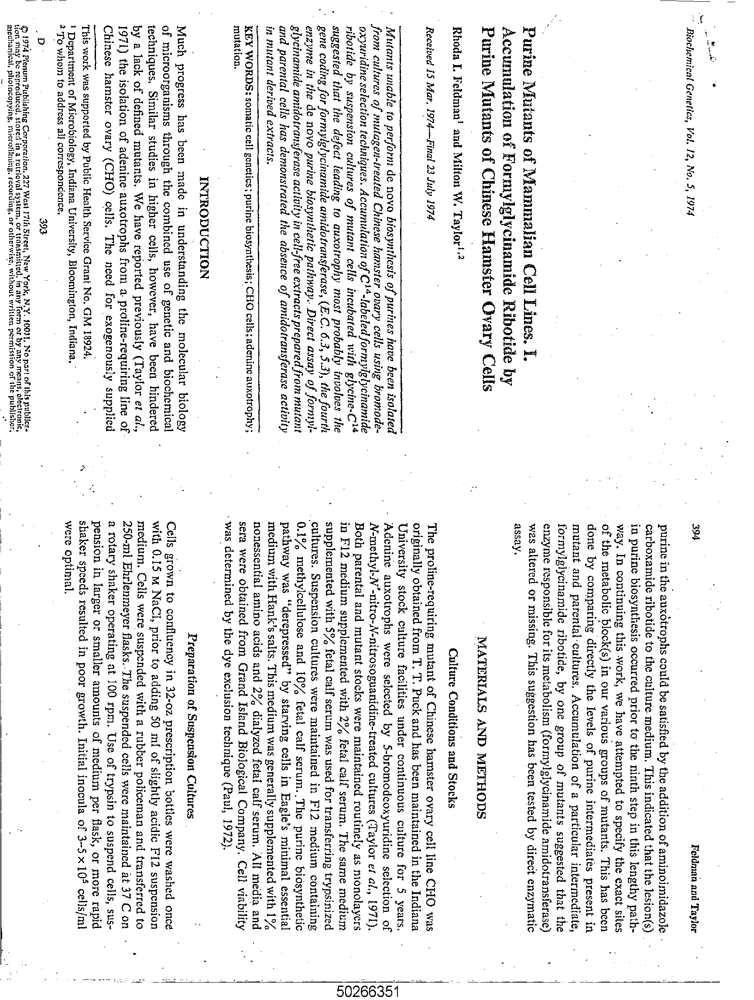 Biochemical Genetics, Vol. 12, No. 5, 1974
Purine Mutants of Mammalian Cell Lines. I.
Accumulation of Formylglycinamide Ribotide by
Purine Mutants of Chinese Hamster Ovary Cells
Rhoda I. Feldman¹ and Milton W. Taylor¹,²
Received 15 Mar. 1974—Final 23 July 1974
Mutants unable to perform de novo biosynthesis of purines have been isolated
from cultures of mutagen-treated Chinese hamster ovary cells using bromode-
oxyuridine selection techniques. Accumulation of C¹⁴-labeled formylglycinamide
ribotide by suspension cultures of mutant cells incubated with glycine-C¹⁴
suggested that the defect leading to auxotrophy most probably involves the
gene coding for formylglycinamide amidotransferase, (E.C. 6.3, 5.3), the fourth
enzyme in the de novo purine biosynthetic pathway. Direct assay of formyl-
glycinamide amidotransferase activity in cell-free extracts prepared from mutant
and parental cells has demonstrated the absence of amidotransferase activity
in mutant derived extracts.
KEY WORDS: somatic cell genetics; purine biosynthesis; CHO cells; adenine auxotrophy;
mutation.
INTRODUCTION
Much progress has been made in understanding the molecular biology
of microorganisms through the combined use of genetic and biochemical
techniques. Similar studies in higher cells, however, have been hindered
by a lack of defined mutants. We have reported previously (Taylor et al.,
1971) the isolation of adenine auxotrophs from a proline-requiring line of
Chinese hamster ovary (CHO) cells. The need for exogenously supplied
This work was supported by Public Health Service Grant No. GM 18924.
¹ Department of Microbiology, Indiana University, Bloomington, Indiana.
² To whom to address all correspondence.
393
© 1974 Plenum Publishing Corporation, 227 West 17th Street, New York, N.Y. 10011. No part of this publica-
tion may be reproduced, stored in a retrieval system, or transmitted, in any form or by any means, electronic,
mechanical, photocopying, microfilming, recording, or otherwise, without written permission of the publisher.
394 Feldman and Taylor
purine in the auxotrophs could be satisfied by the addition of aminoimidazole
carboxamide ribotide to the culture medium. This indicated that the lesion(s)
in purine biosynthesis occurred prior to the ninth step in this lengthy path-
way. In continuing this work, we have attempted to specify the exact sites
of the metabolic block(s) in our various groups of mutants. This has been
done by comparing directly the levels of purine intermediates present in
mutant and parental cultures. Accumulation of a particular intermediate,
formylglycinamide ribotide, by one group of mutants suggested that the
enzyme responsible for its metabolism (formylglycinamide amidotransferase)
was altered or missing. This suggestion has been tested by direct enzymatic
assay.
MATERIALS AND METHODS
Culture Conditions and Stocks
The proline-requiring mutant of Chinese hamster ovary cell line CHO was
originally obtained from T. T. Puck and has been maintained in the Indiana
University stock culture facilities under continuous culture for 5 years.
Adenine auxotrophs were selected by 5-bromodeoxyuridine selection of
N-methyl-N'-nitro-N-nitrosoguanidine-treated cultures (Taylor et al., 1971).
Both parental and mutant stocks were maintained routinely as monolayers
in F12 medium supplemented with 2% fetal calf serum. The same medium
supplemented with 5% fetal calf serum was used for transferring trypsinized
cultures. Suspension cultures were maintained in F12 medium containing
0.1% methylcellulose and 10% fetal calf serum. The purine biosynthetic
pathway was "derepressed" by starving cells in Eagle's minimal essential
medium with Hank's salts. This medium was generally supplemented with 1%
nonessential amino acids and 2% dialyzed fetal calf serum. All media and
sera were obtained from Grand Island Biological Company. Cell viability
was determined by the dye exclusion technique (Paul, 1972).
Preparation of Suspension Cultures
Cells grown to confluency in 32-oz prescription bottles were washed once
with 0.15 M NaCl, prior to adding 50 ml of slightly acidic F12 suspension
medium. Cells were suspended with a rubber policeman and transferred to
250-ml Ehrlenmeyer flasks. The suspended cells were maintained at 37 C on
a rotary shaker operating at 100 rpm. Use of trypsin to suspend cells, sus-
pension in larger or smaller amounts of medium per flask, or more rapid
shaker speeds resulted in poor growth. Initial inocula of 3–5 × 10⁵ cells/ml
were optimal.
50266351